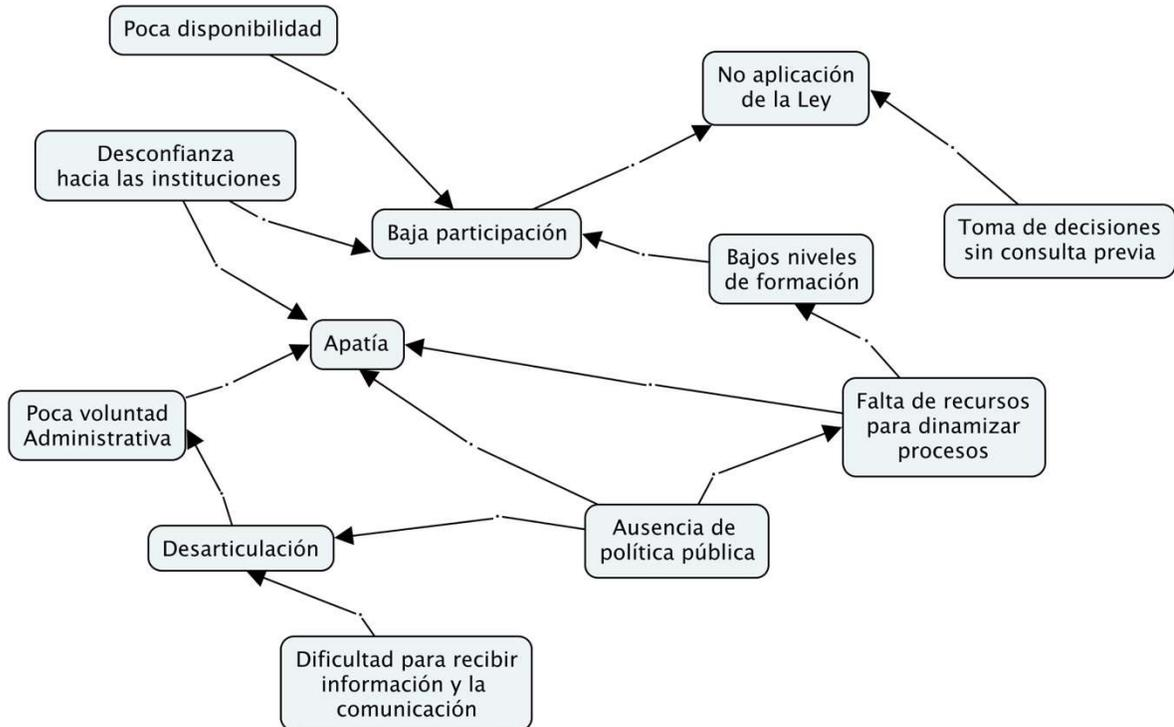 Poca disponibilidad
No aplicación
de la Ley
Desconfianza
hacia las instituciones
Baja participación
Toma de decisiones
sin consulta previa
Bajos niveles
de formación
Apatía
Poca voluntad
Administrativa
Falta de recursos
para dinamizar
procesos
Desarticulación
Ausencia de
política pública
Dificultad para recibir
información y la
comunicación